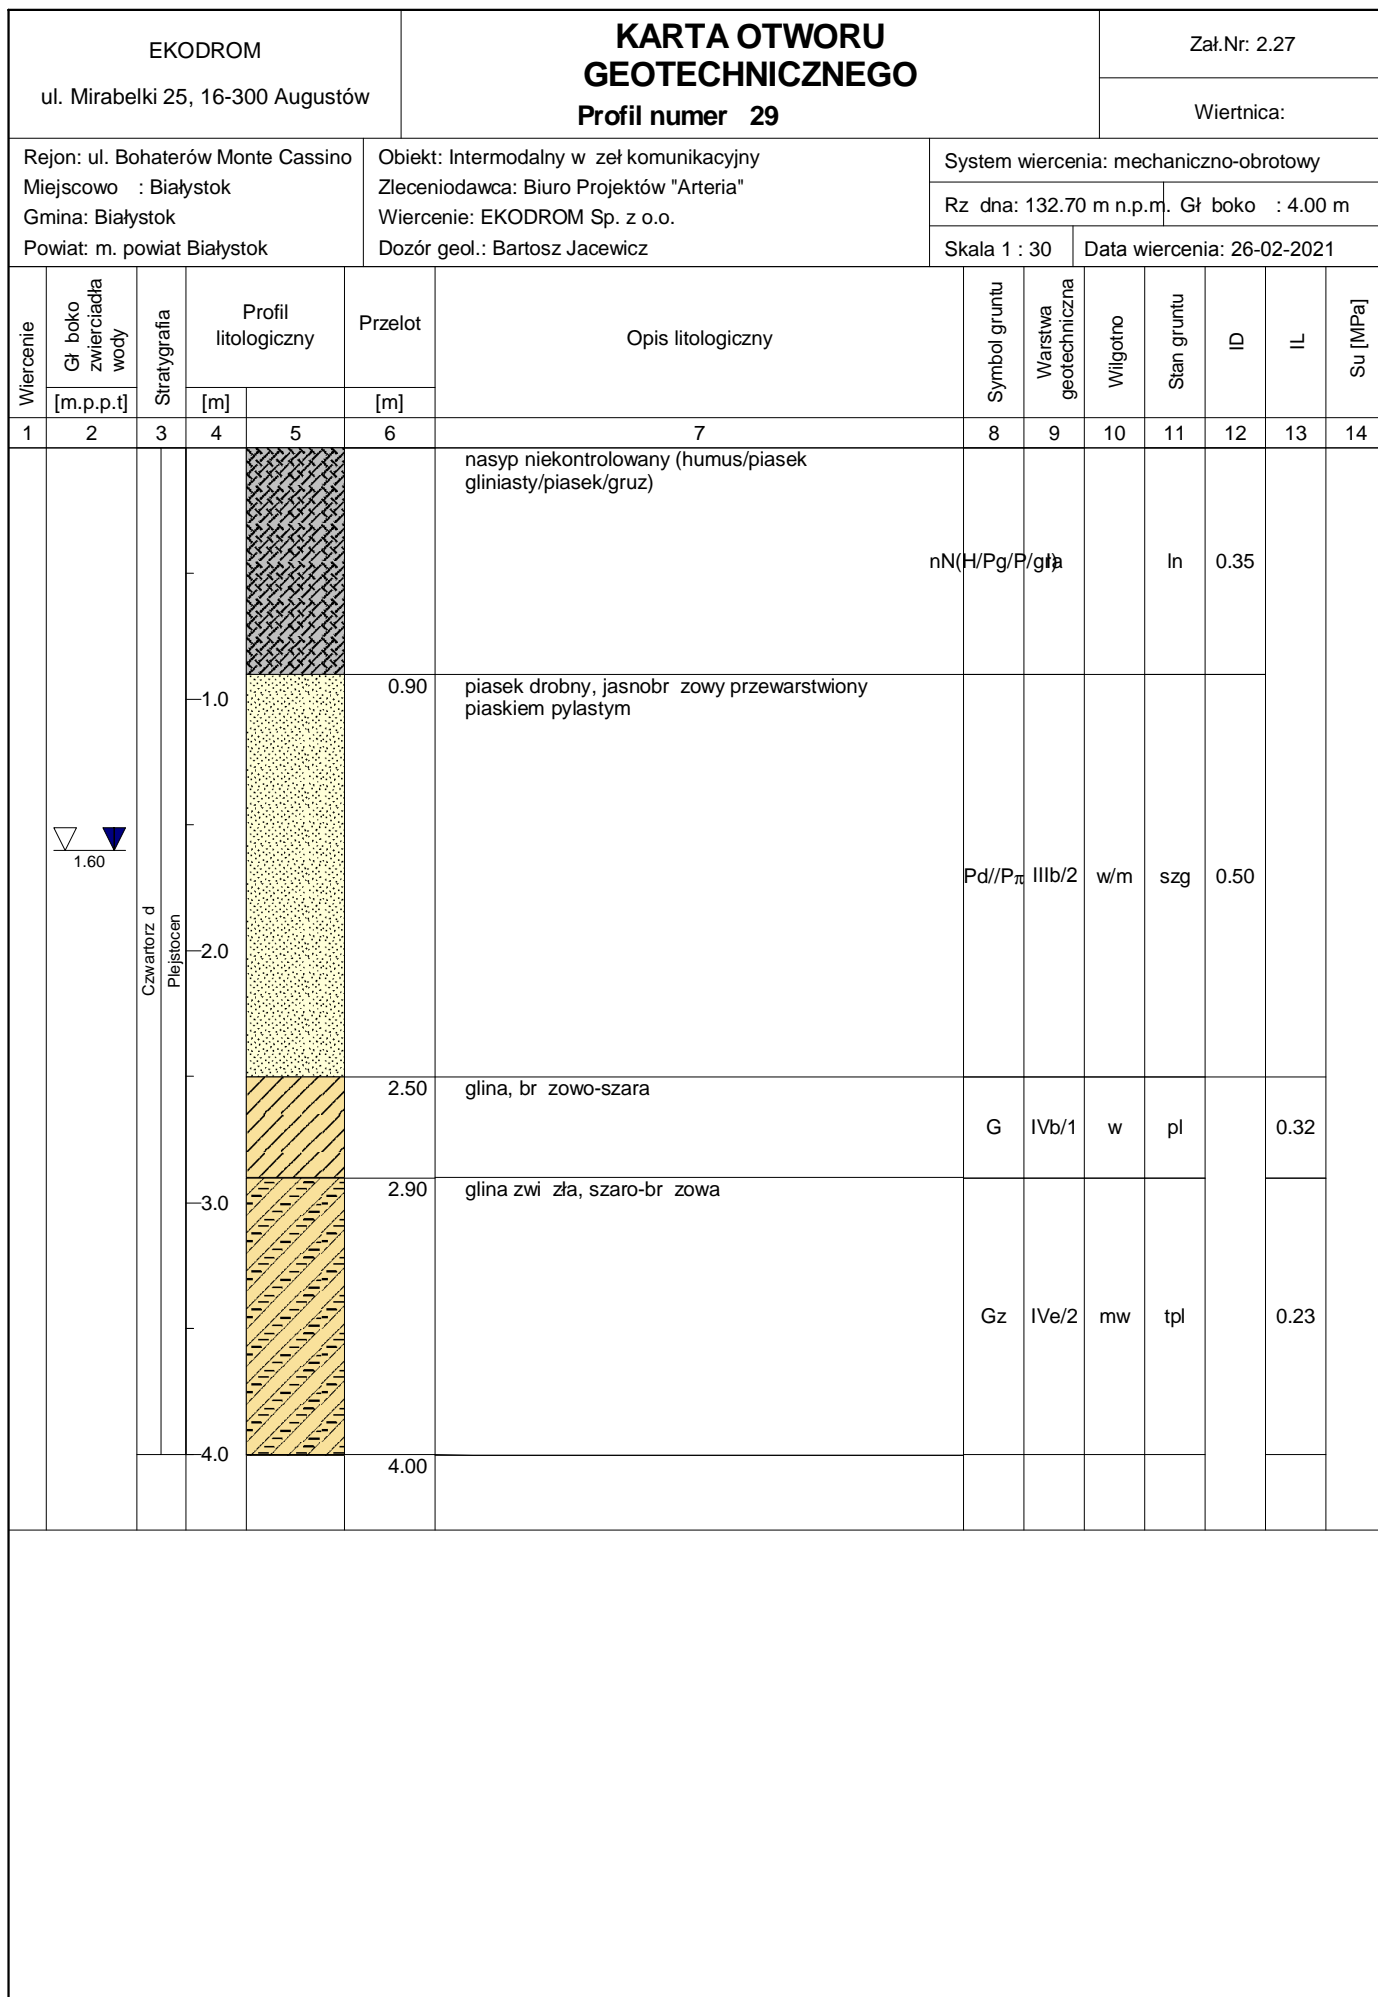 EKODROM
ul. Mirabelki 25, 16-300 Augustów
KARTA OTWORU
GEOTECHNICZNEGO
Profil numer 29
Zał.Nr: 2.27
Wiertnica:
Rejon: ul. Bohaterów Monte Cassino
Miejscowo : Białystok
Gmina: Białystok
Powiat: m. powiat Białystok
Obiekt: Intermodalny w zeł komunikacyjny
Zleceniodawca: Biuro Projektów "Arteria"
Wiercenie: EKODROM Sp. z o.o.
Dozór geol.: Bartosz Jacewicz
System wiercenia: mechaniczno-obrotowy
Rz dna: 132.70 m n.p.m. Gł boko : 4.00 m
Skala 1 : 30 Data wiercenia: 26-02-2021
Wiercenie
Gł boko
zwierciadła
wody
[m.p.p.t]
Stratygrafia
Profil
litologiczny
[m]
Przelot
[m]
Opis litologiczny
Symbol gruntu
Warstwa
geotechniczna
Wilgotno
Stan gruntu
ID
IL
Su [MPa]
1 2 3 4 5 6 7 8 9 10 11 12 13 14
nasyp niekontrolowany (humus/piasek
gliniasty/piasek/gruz)
nN(H/Pg/P/gr) Ia ln 0.35
0.90 piasek drobny, jasnobr zowy przewarstwiony
piaskiem pylastym
1.0
1.60
Pd//Pπ IIIb/2 w/m szg 0.50
Czwartorz d
Plejstocen
2.0
2.50 glina, br zowo-szara
G IVb/1 w pl 0.32
2.90 glina zwi zła, szaro-br zowa
3.0
Gz IVe/2 mw tpl 0.23
4.0
4.00